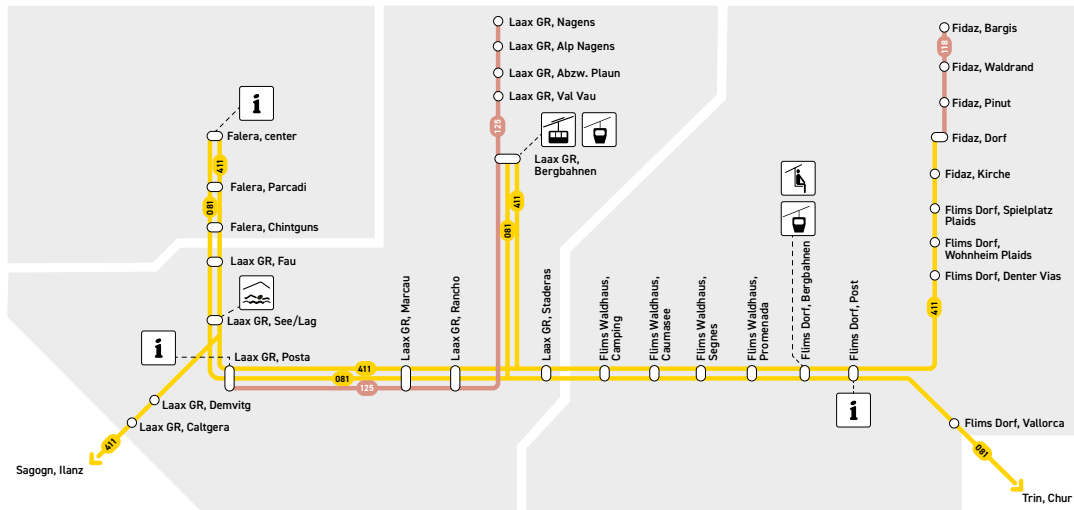 Laax GR, Nagens
Laax GR, Alp Nagens
Laax GR, Abzw. Plaun
Laax GR, Val Vau
125
Laax GR,
Bergbahnen
081
411
Fidaz, Bargis
118
Fidaz, Waldrand
Fidaz, Pinut
Fidaz, Dorf
Fidaz, Kirche
Flims Dorf, Spielplatz
Plaids
Flims Dorf,
Wohnheim Plaids
Flims Dorf, Denter Vias
411
i
Falera, center
411
081
Falera, Parcadi
Falera, Chintguns
Laax GR, Fau
Laax GR, See/Lag
i
Laax GR, Posta
411
081
125
Laax GR, Marcau
Laax GR, Rancho
Laax GR, Staderas
Flims Waldhaus,
Camping
Flims Waldhaus,
Caumasee
Flims Waldhaus,
Segnes
Flims Waldhaus,
Promenada
Flims Dorf, Bergbahnen
Flims Dorf, Post
i
Laax GR, Demvitg
Laax GR, Caltgera
411
Sagogn, Ilanz
Flims Dorf, Vallorca
081
Trin, Chur